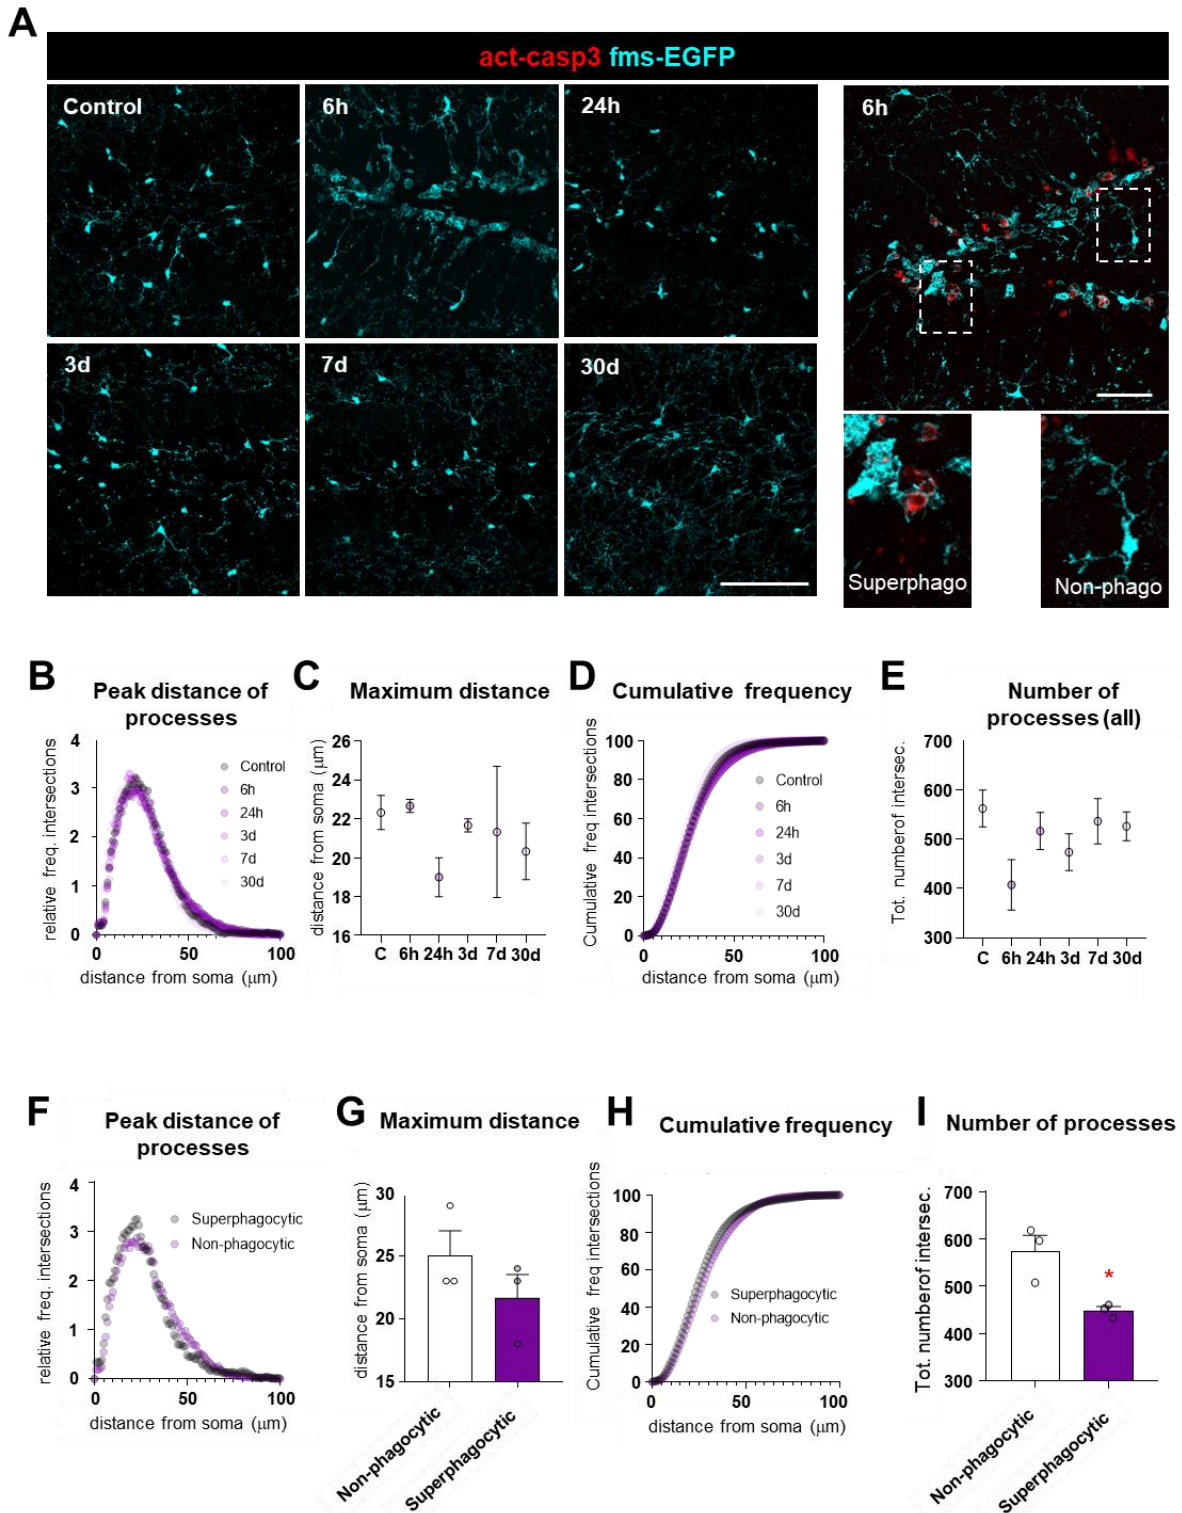 A
act-casp3 fms-EGFP
Control
6h
24h
6h
3d
7d
30d
Superphago
Non-phago
B
Peak distance of
processes
relative freq. intersections
4
3
2
1
0
Control
6h
24h
3d
7d
30d
0
50
100
distance from soma (μm)
C
Maximum distance
distance from soma (μm)
26
24
22
20
18
16
C
6h
24h
3d
7d
30d
D
Cumulative frequency
Cumulative freq intersections
100
80
60
40
20
0
Control
6h
24h
3d
7d
30d
0
50
100
distance from soma (μm)
E
Number of
processes (all)
Tot. numberof intersec.
700
600
500
400
300
C
6h
24h
3d
7d
30d
F
Peak distance of
processes
relative freq. intersections
4
3
2
1
0
Superphagocytic
Non-phagocytic
0
50
100
distance from soma (μm)
G
Maximum distance
distance from soma (μm)
30
25
20
15
Non-phagocytic
Superphagocytic
H
Cumulative frequency
Cumulative freq intersections
100
80
60
40
20
0
Superphagocytic
Non-phagocytic
0
50
100
distance from soma (μm)
I
Number of processes
Tot. numberof intersec.
700
600
500
400
300
*
Non-phagocytic
Superphagocytic